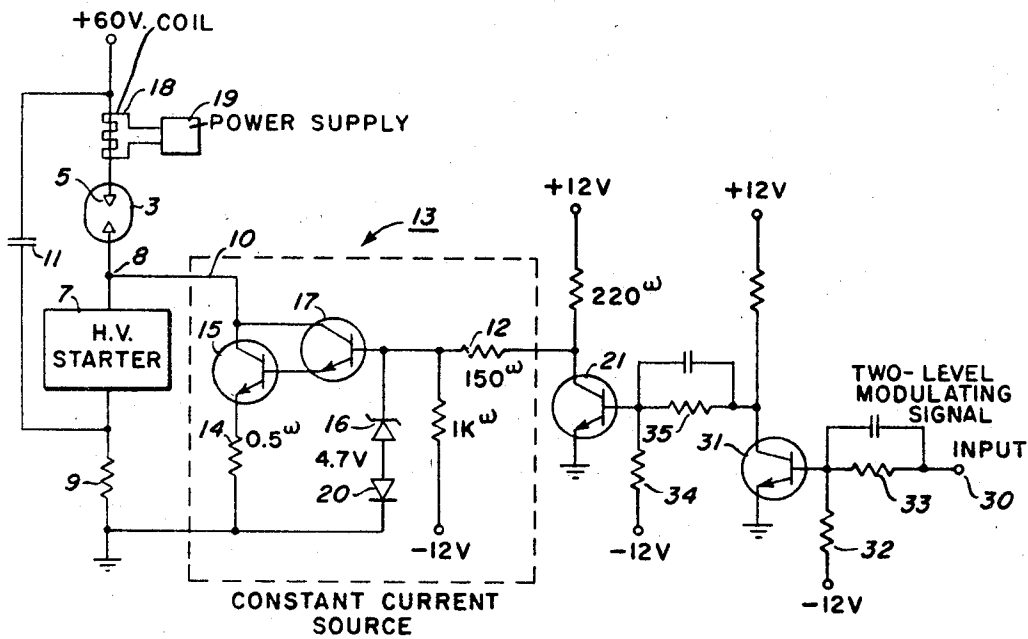 +60V. COIL
18
19
POWER SUPPLY
5
3
11
8
10
13
7
H.V.
STARTER
15
17
12
150ω
14
0.5ω
16
4.7V
20
1K ω
-12V
9
CONSTANT CURRENT
SOURCE
+12V
220 ω
21
35
34
-12V
+12V
31
TWO-LEVEL
MODULATING
SIGNAL
INPUT
33
30
32
-12V